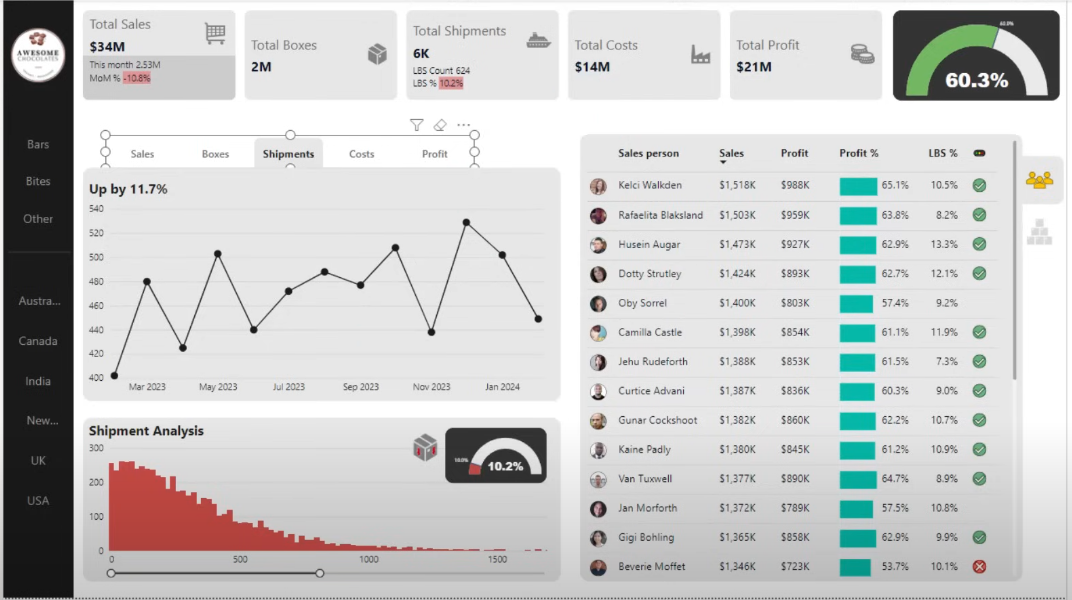 AWESOME
CHOCOLATES
Total Sales
$34M
This month 2.53M
MoM % -10.8%
Total Boxes
2M
Total Shipments
6K
LBS Count 624
LBS % 10.2%
Total Costs
$14M
Total Profit
$21M
60.0%
60.3%
Bars
Bites
Other
Austra...
Canada
India
New...
UK
USA
Sales Boxes Shipments Costs Profit
Up by 11.7%
540
520
500
480
460
440
420
400
Mar 2023 May 2023 Jul 2023 Sep 2023 Nov 2023 Jan 2024
Shipment Analysis
10.0%
10.2%
300
200
100
0
0 500 1000 1500
Sales person Sales Profit Profit % LBS %
Kelci Walkden $1,518K $988K 65.1% 10.5%
Rafaelita Blaksland $1,503K $959K 63.8% 8.2%
Husein Augar $1,473K $927K 62.9% 13.3%
Dotty Strutley $1,424K $893K 62.7% 12.1%
Oby Sorrel $1,400K $803K 57.4% 9.2%
Camilla Castle $1,398K $854K 61.1% 11.9%
Jehu Rudeforth $1,388K $853K 61.5% 7.3%
Curtice Advani $1,387K $836K 60.3% 9.0%
Gunar Cockshoot $1,382K $860K 62.2% 10.7%
Kaine Padly $1,380K $845K 61.2% 10.9%
Van Tuxwell $1,377K $890K 64.7% 8.9%
Jan Morforth $1,372K $789K 57.5% 10.8%
Gigi Bohling $1,365K $858K 62.9% 9.9%
Beverie Moffet $1,346K $723K 53.7% 10.1%